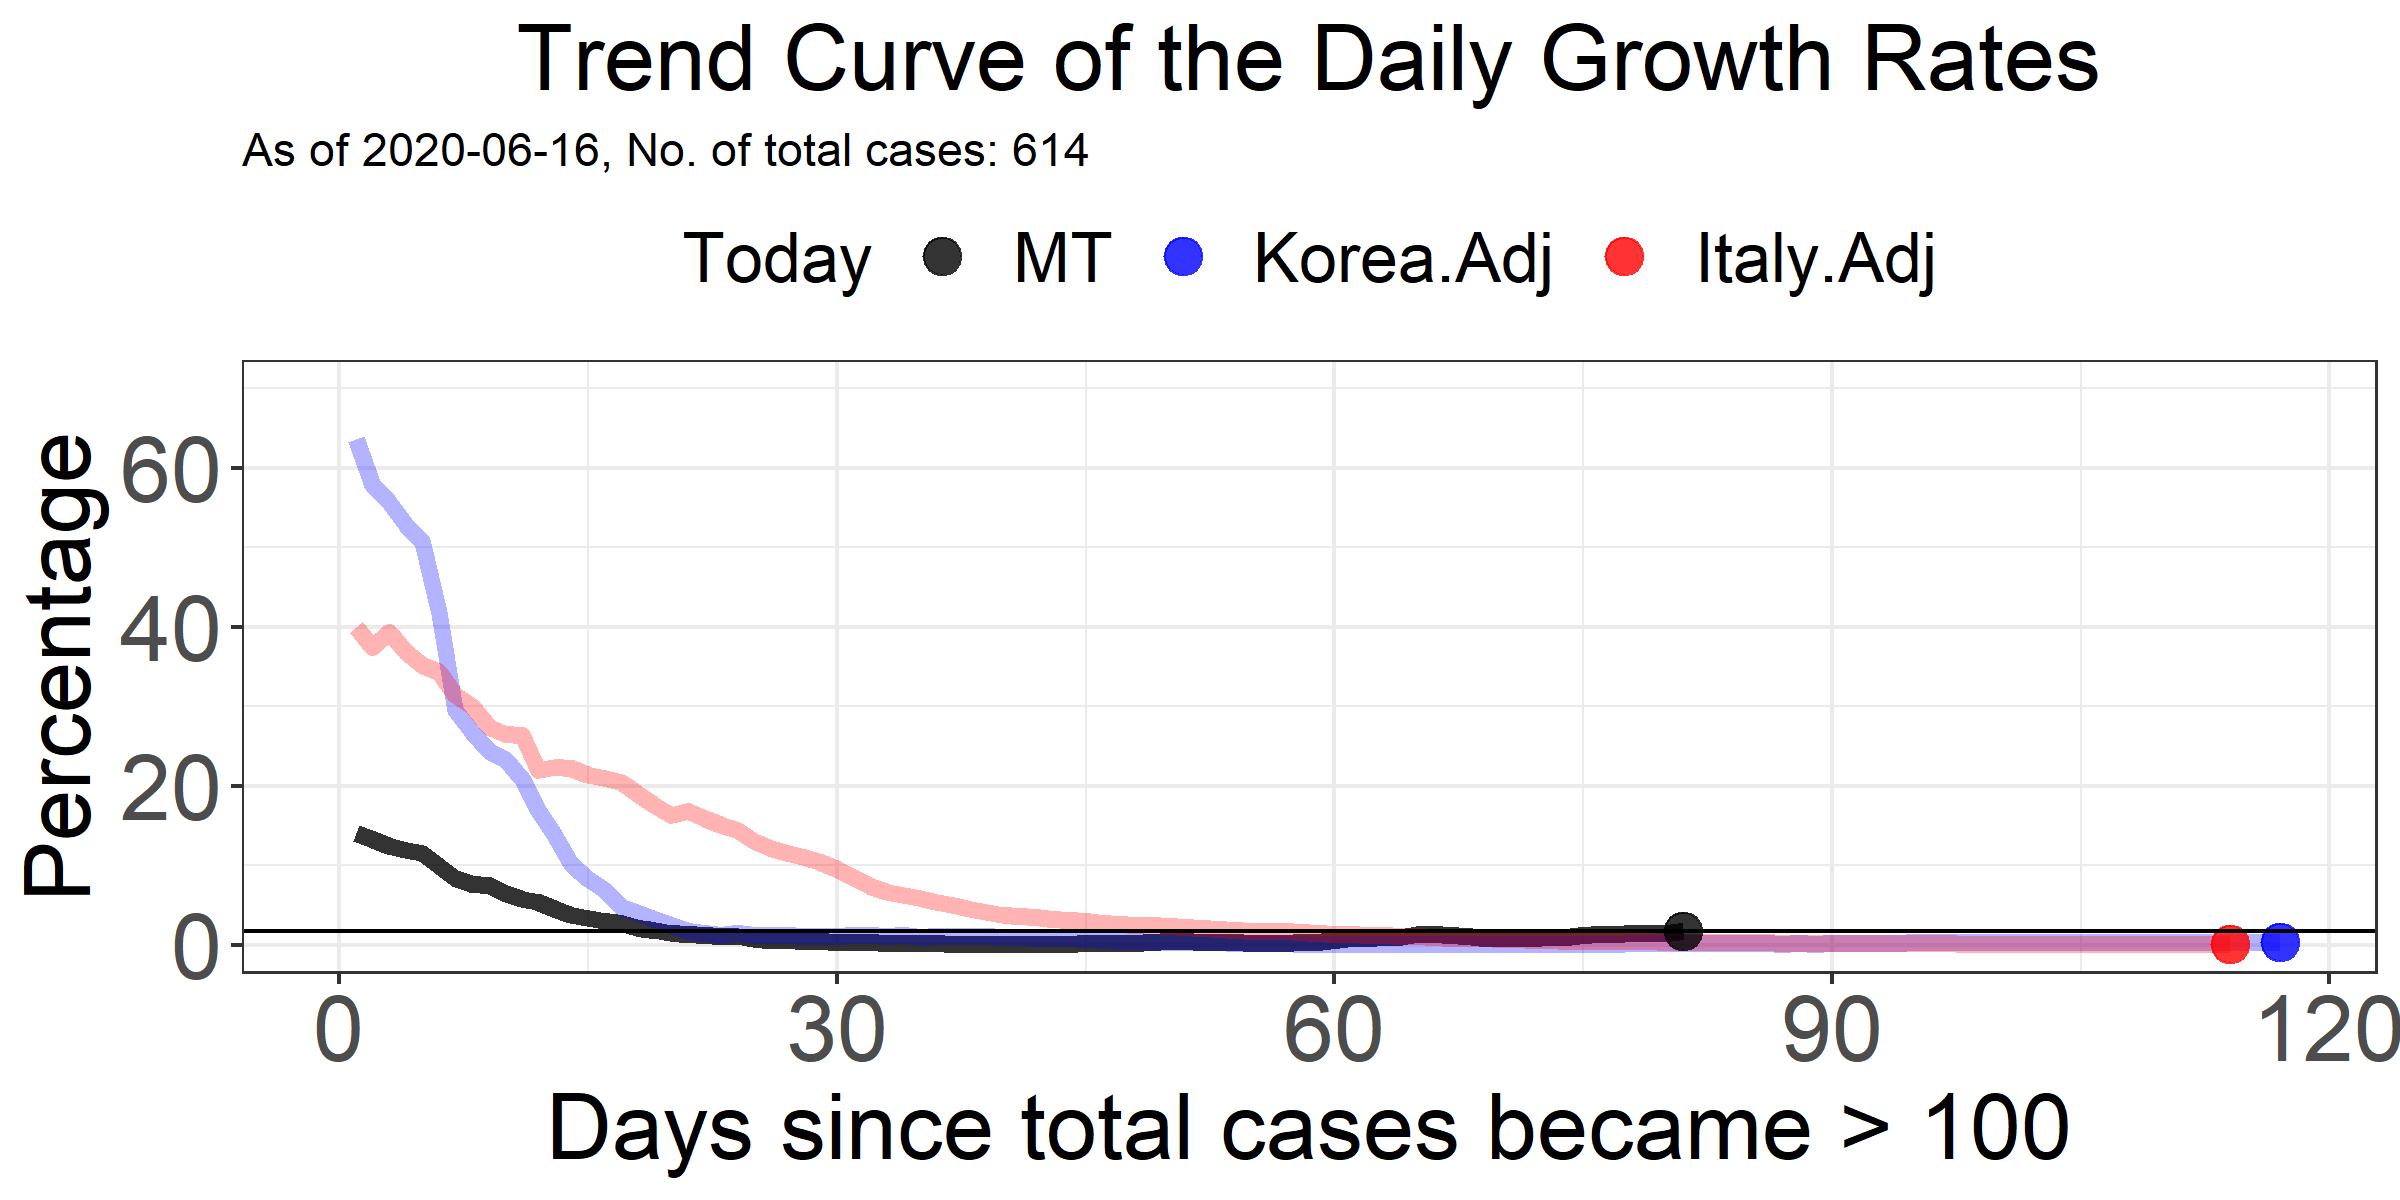 Trend Curve of the Daily Growth Rates
As of 2020-06-16, No. of total cases: 614
Today MT Korea.Adj Italy.Adj
Percentage
60
40
20
0
0 30 60 90 120
Days since total cases became > 100